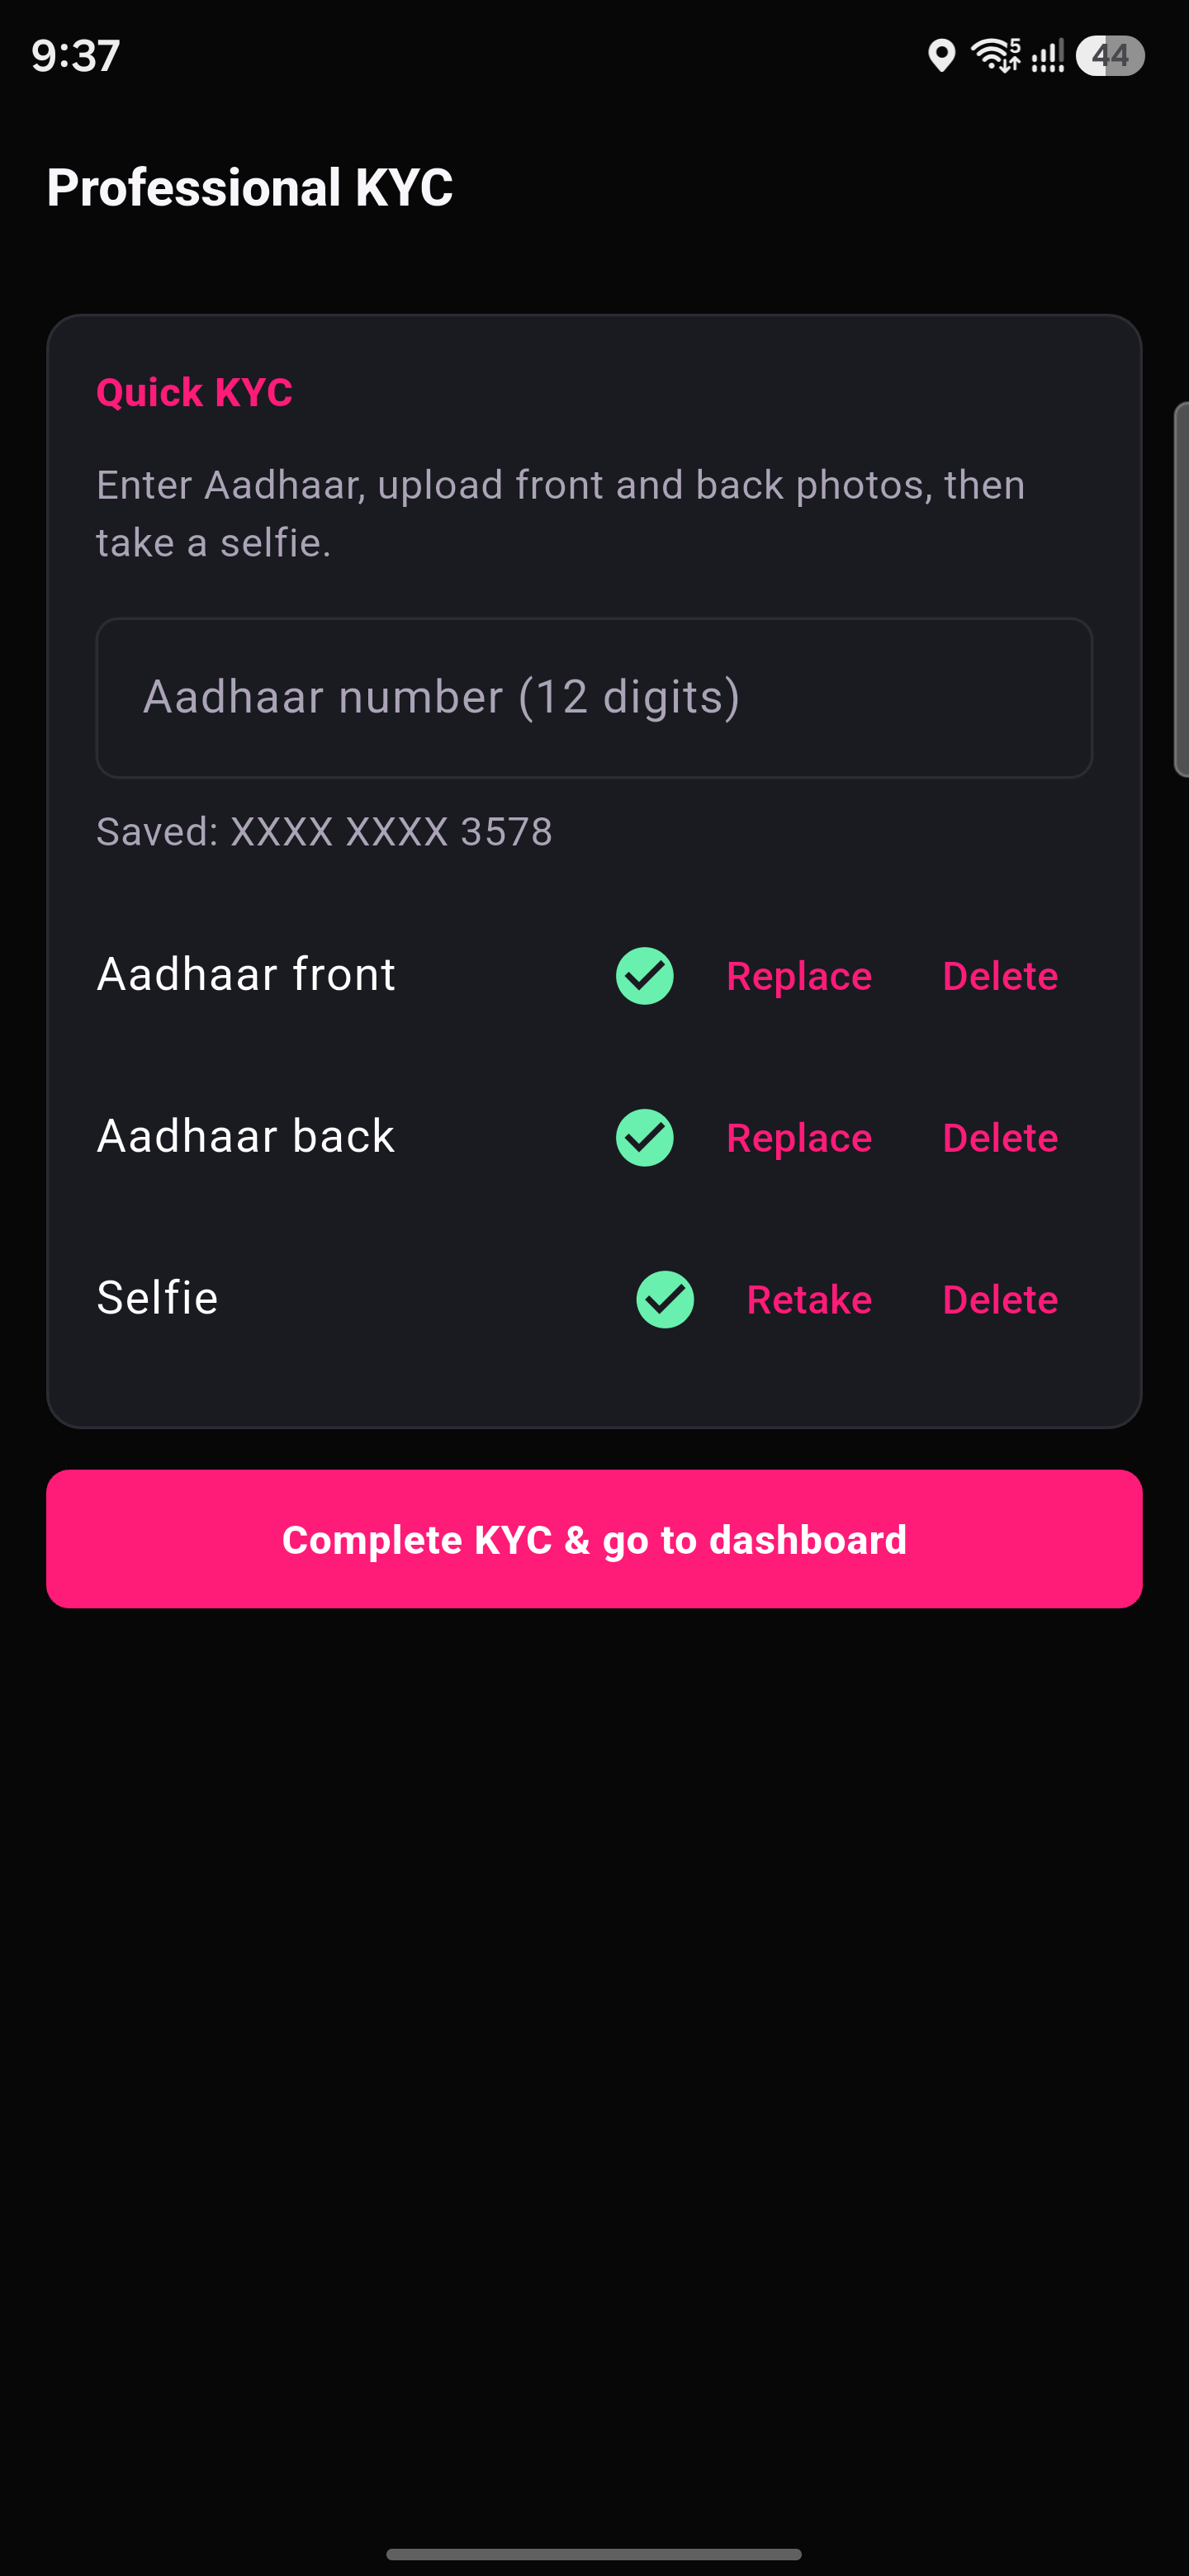 9:37
5
44
Professional KYC
Quick KYC
Enter Aadhaar, upload front and back photos, then
take a selfie.
Aadhaar number (12 digits)
Saved: XXXX XXXX 3578
Aadhaar front Replace Delete
Aadhaar back Replace Delete
Selfie Retake Delete
Complete KYC & go to dashboard